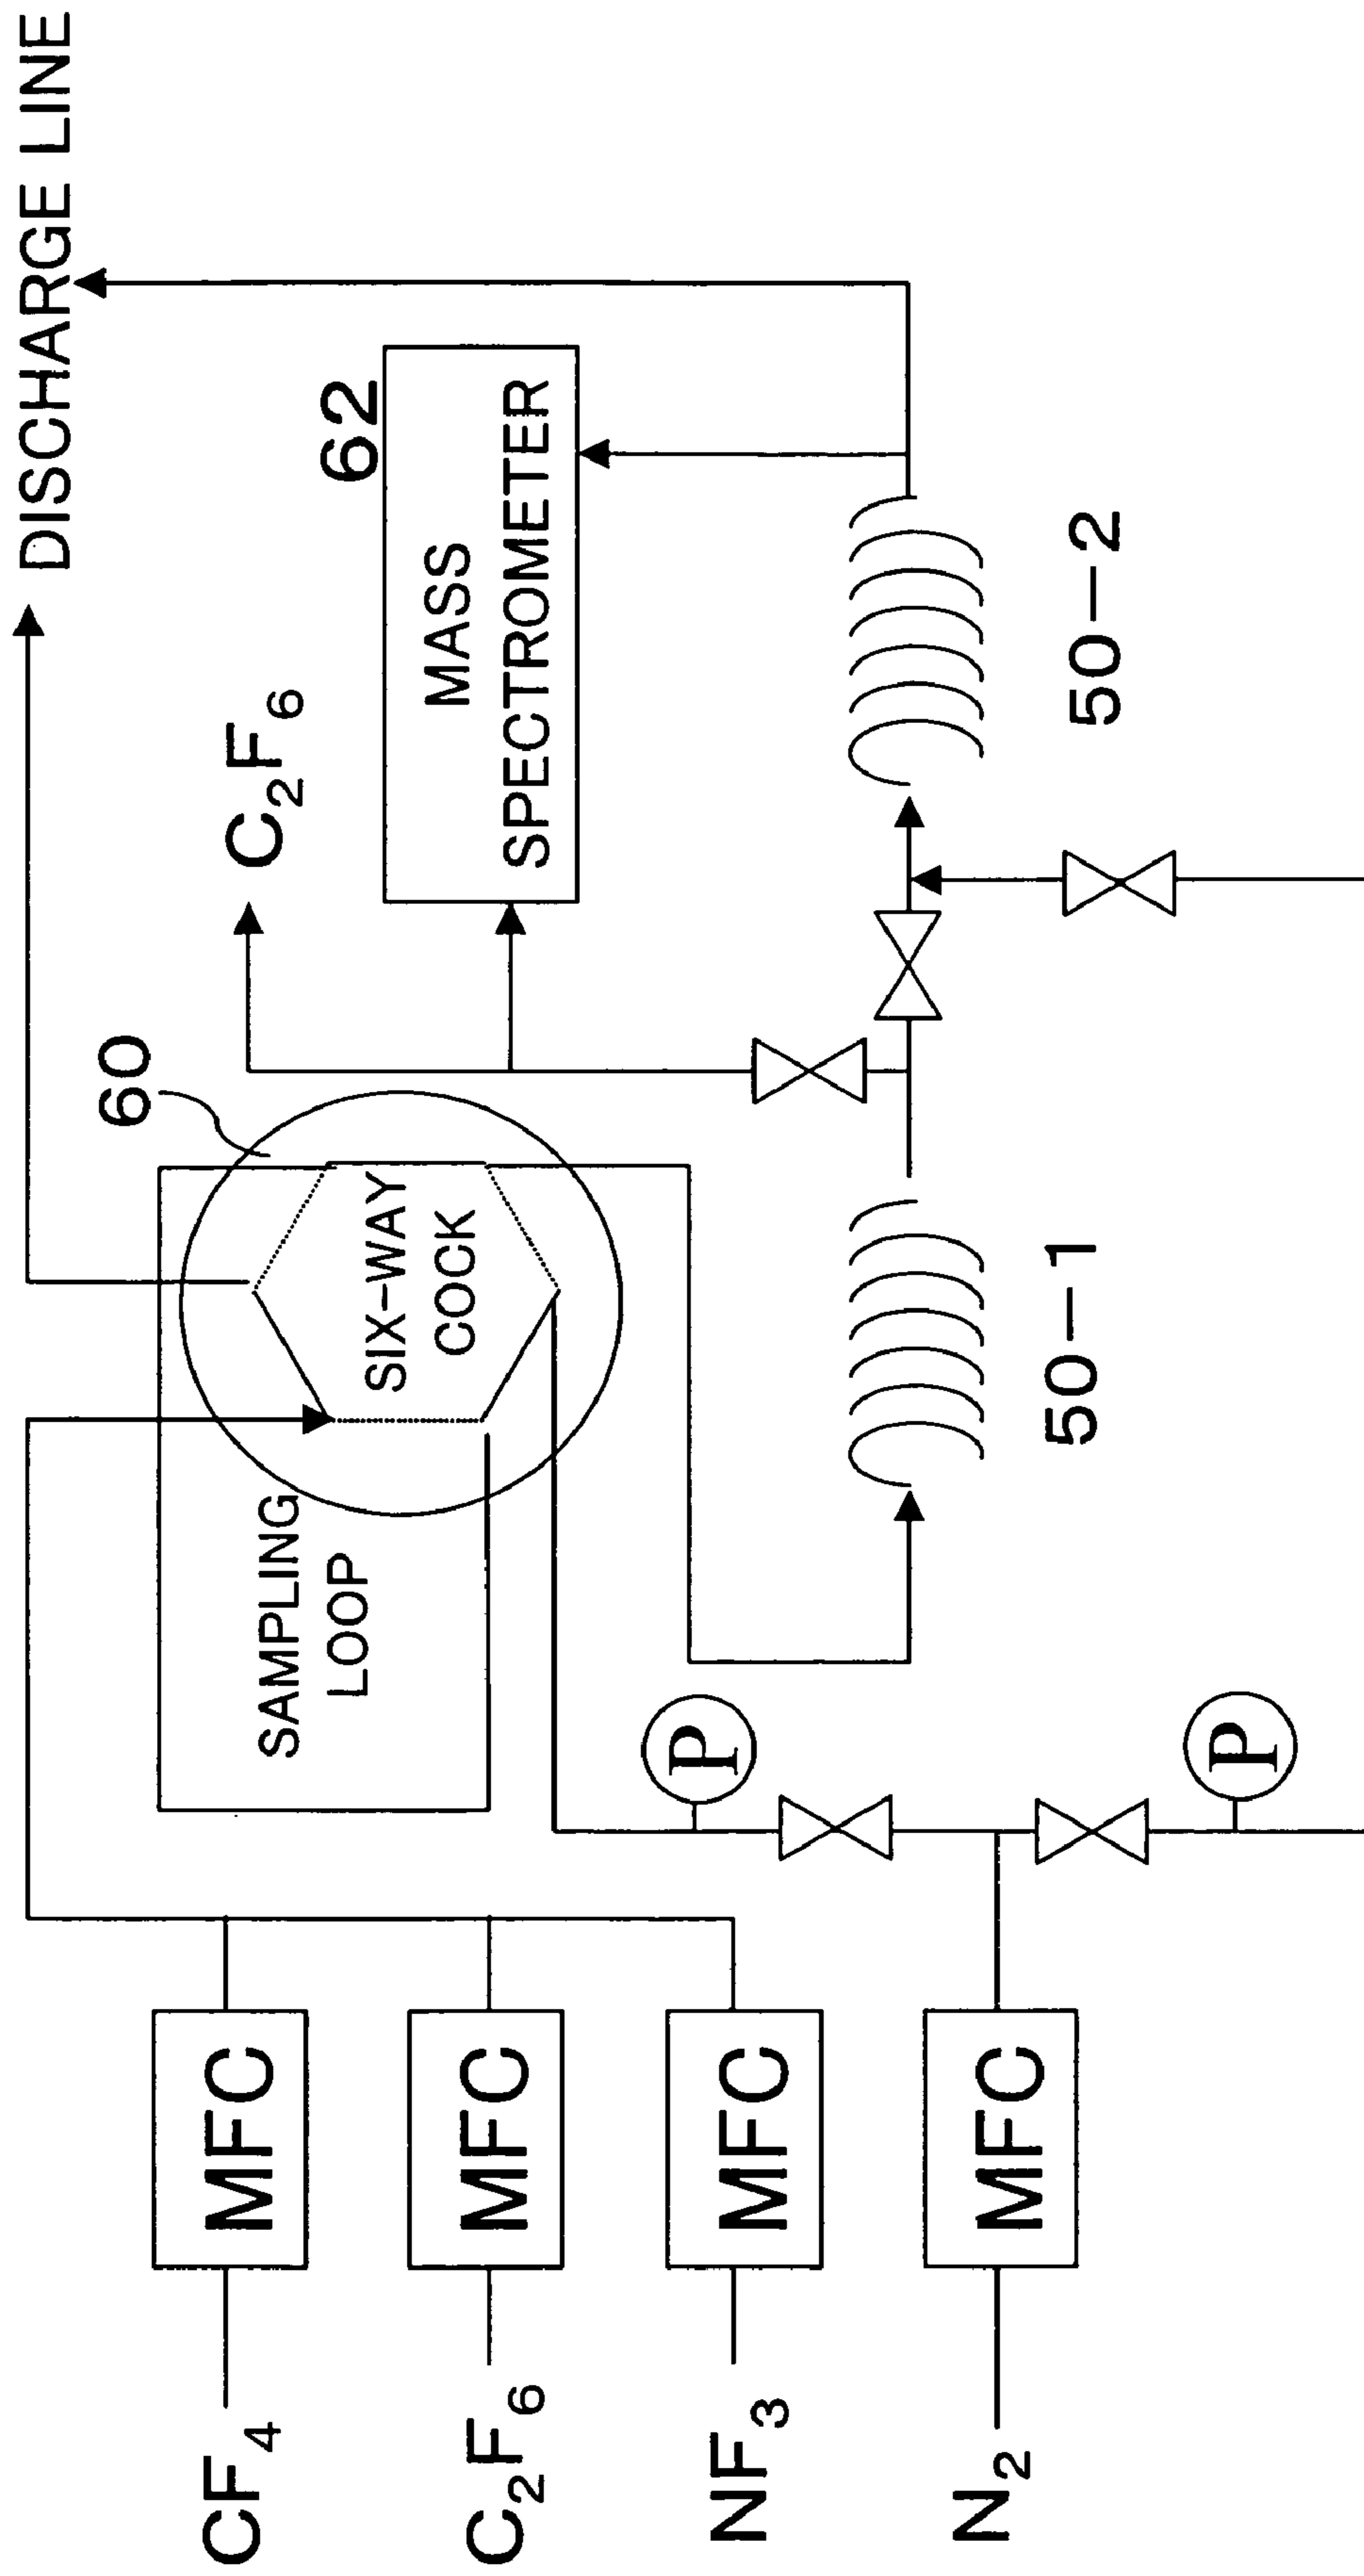 DISCHARGE LINE
60
C₂F₆
62
MASS
SPECTROMETER
SAMPLING
LOOP
SIX-WAY
COCK
50-1
50-2
P
P
CF₄ MFC
C₂F₆ MFC
NF₃ MFC
N₂ MFC